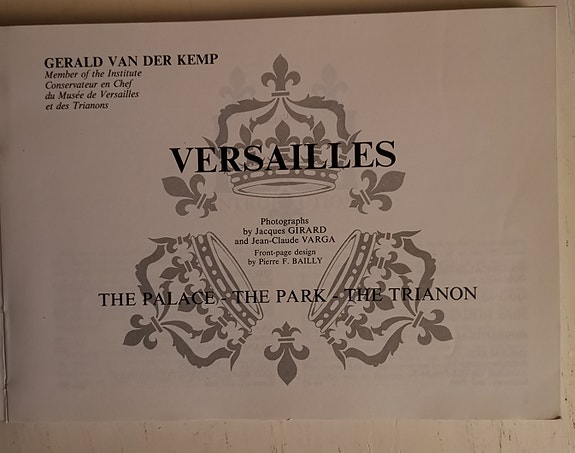 GERALD VAN DER KEMP
Member of the Institute
Conservateur en Chef
du Musée de Versailles
et des Trianons
VERSAILLES
Photographs
by Jacques GIRARD
and Jean-Claude VARGA
Front-page design
by Pierre F. BAILLY
THE PALACE - THE PARK - THE TRIANON